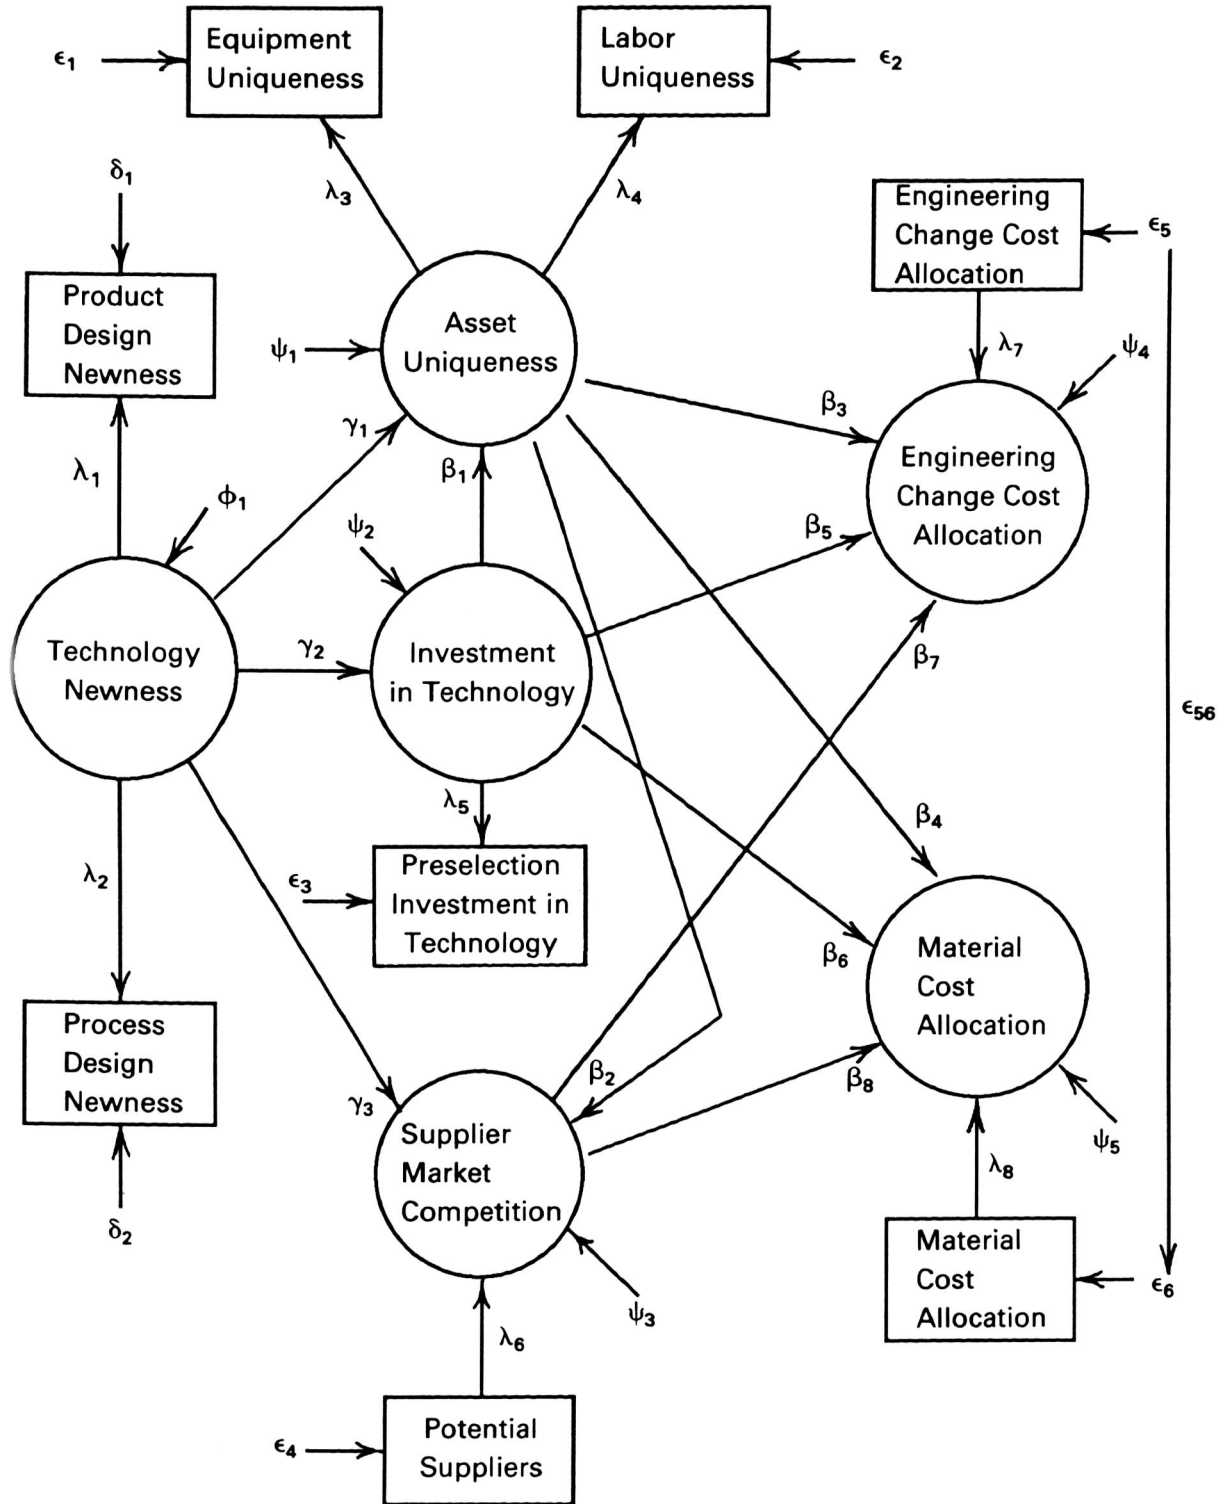 ϵ1
Equipment
Uniqueness
Labor
Uniqueness
ϵ2
δ1
λ3
λ4
Engineering
Change Cost
Allocation
ϵ5
Product
Design
Newness
ψ1
Asset
Uniqueness
λ7
ψ4
λ1
ϕ1
γ1
β1
β3
Engineering
Change Cost
Allocation
ψ2
β5
Technology
Newness
γ2
Investment
in Technology
β7
ϵ56
λ2
λ5
β4
ϵ3
Preselection
Investment in
Technology
β6
Material
Cost
Allocation
Process
Design
Newness
γ3
β2
β8
ψ5
Supplier
Market
Competition
δ2
λ8
ψ3
Material
Cost
Allocation
ϵ6
λ6
ϵ4
Potential
Suppliers